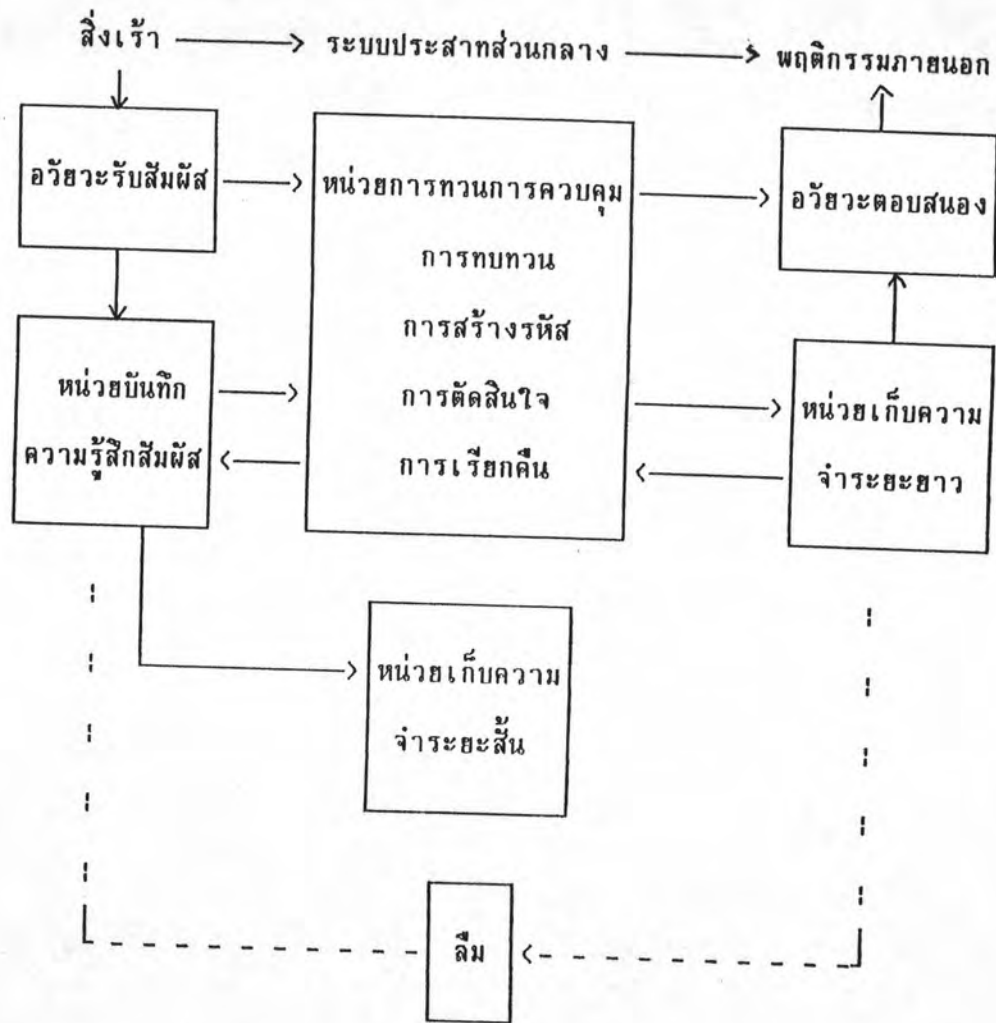 สิ่งเร้า ระบบประสาทส่วนกลาง พฤติกรรมภายนอก
อวัยวะรับสัมผัส
หน่วยการทวนการควบคุม
การทบทวน
การสร้างรหัส
การตัดสินใจ
การเรียกคืน
อวัยวะตอบสนอง
หน่วยบันทึก
ความรู้สึกสัมผัส
หน่วยเก็บความ
จำระยะยาว
หน่วยเก็บความ
จำระยะสั้น
ลืม